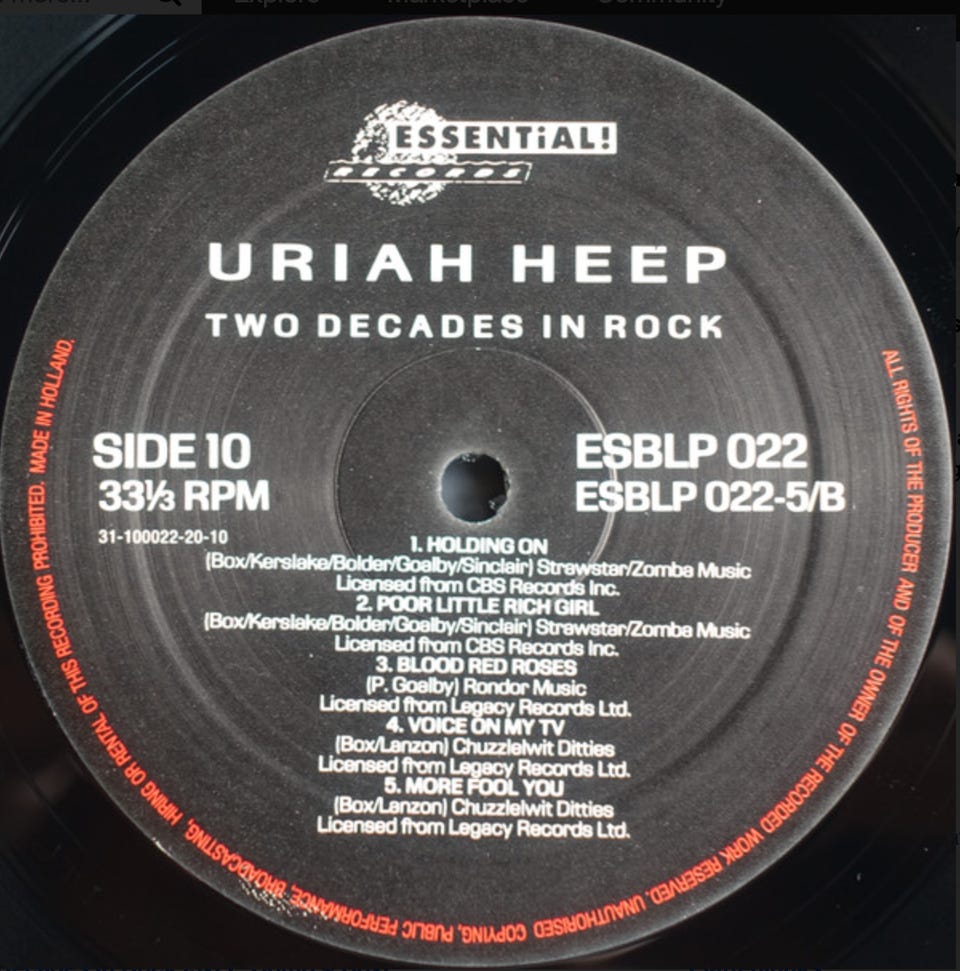 ESSENTiAL!
RECORDS
URIAH HEEP
TWO DECADES IN ROCK
SIDE 10
33⅓ RPM
31-100022-20-10
ESBLP 022
ESBLP 022-5/B
1. HOLDING ON
(Box/Kerslake/Bolder/Goalby/Sinclair) Strawstar/Zomba Music
Licensed from CBS Records Inc.
2. POOR LITTLE RICH GIRL
(Box/Kerslake/Bolder/Goalby/Sinclair) Strawstar/Zomba Music
Licensed from CBS Records Inc.
3. BLOOD RED ROSES
(P. Goalby) Rondor Music
Licensed from Legacy Records Ltd.
4. VOICE ON MY TV
(Box/Lanzon) Chuzzlelwit Ditties
Licensed from Legacy Records Ltd.
5. MORE FOOL YOU
(Box/Lanzon) Chuzzlelwit Ditties
Licensed from Legacy Records Ltd.
ALL RIGHTS OF THE PRODUCER AND OF THE OWNER OF THE RECORDED WORK RESERVED. UNAUTHORISED COPYING, PUBLIC PERFORMANCE, BROADCASTING, HIRING OR RENTAL OF THIS RECORDING PROHIBITED. MADE IN HOLLAND.